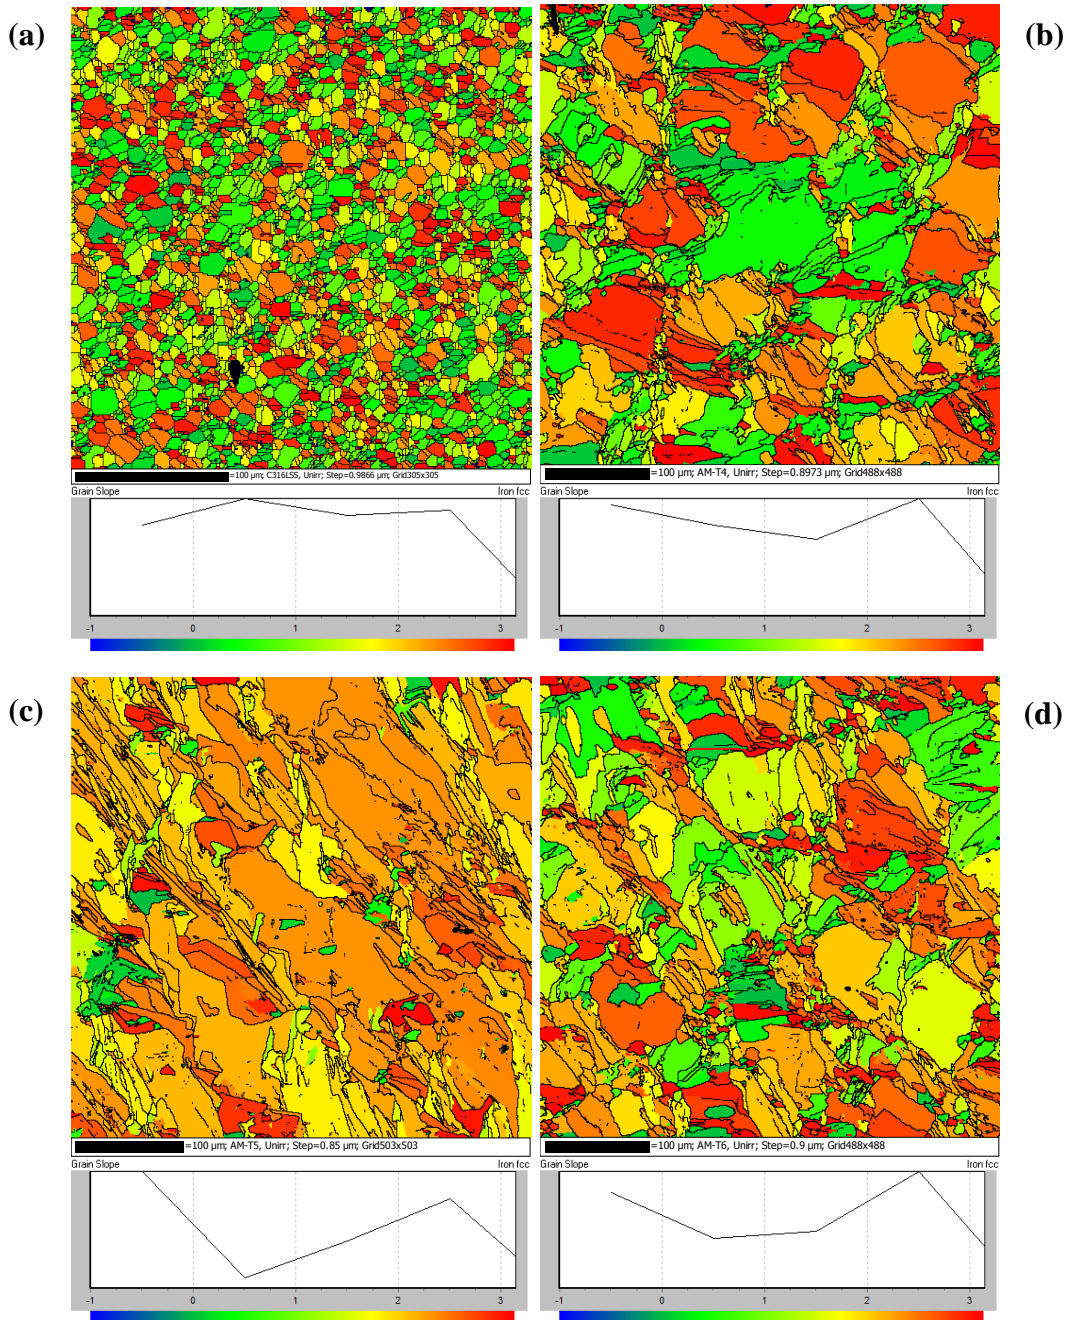 (a)
(b)
=100 µm; C316LSS, Unirr; Step=0.9866 µm; Grid305x305
=100 µm; AM-T4, Unirr; Step=0.8973 µm; Grid488x488
Grain Slope Iron fcc
Grain Slope Iron fcc
-1 0 1 2 3
-1 0 1 2 3
(c)
(d)
=100 µm; AM-T5, Unirr; Step=0.85 µm; Grid503x503
=100 µm; AM-T6, Unirr; Step=0.9 µm; Grid488x488
Grain Slope Iron fcc
Grain Slope Iron fcc
-1 0 1 2 3
-1 0 1 2 3